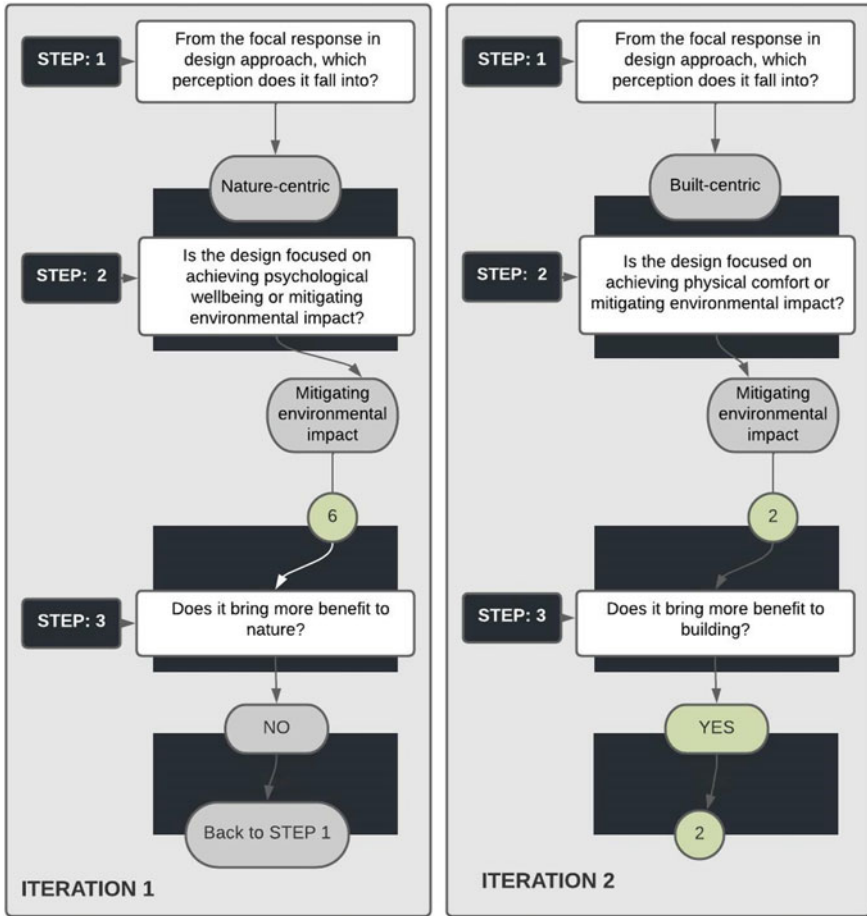 STEP: 1
From the focal response in
design approach, which
perception does it fall into?
Nature-centric
STEP: 2
Is the design focused on
achieving psychological
wellbeing or mitigating
environmental impact?
Mitigating
environmental
impact
6
STEP: 3
Does it bring more benefit to
nature?
NO
Back to STEP 1
ITERATION 1
STEP: 1
From the focal response in
design approach, which
perception does it fall into?
Built-centric
STEP: 2
Is the design focused on
achieving physical comfort or
mitigating environmental impact?
Mitigating
environmental
impact
2
STEP: 3
Does it bring more benefit to
building?
YES
2
ITERATION 2